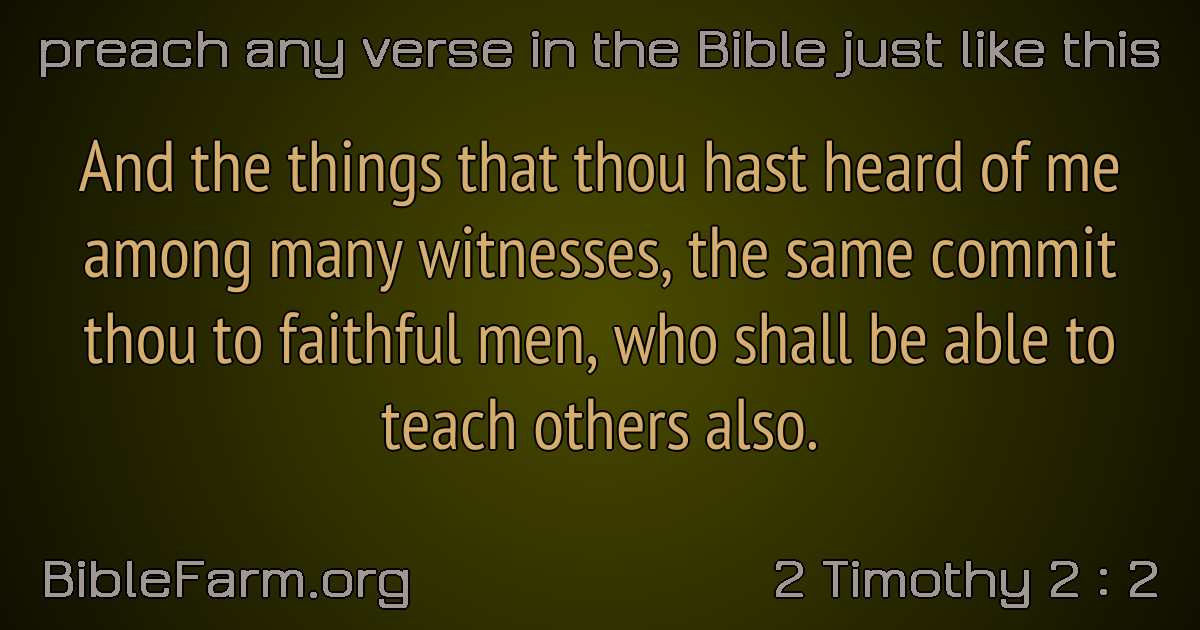 preach any verse in the Bible just like this
And the things that thou hast heard of me
among many witnesses, the same commit
thou to faithful men, who shall be able to
teach others also.
BibleFarm.org
2 Timothy 2 : 2